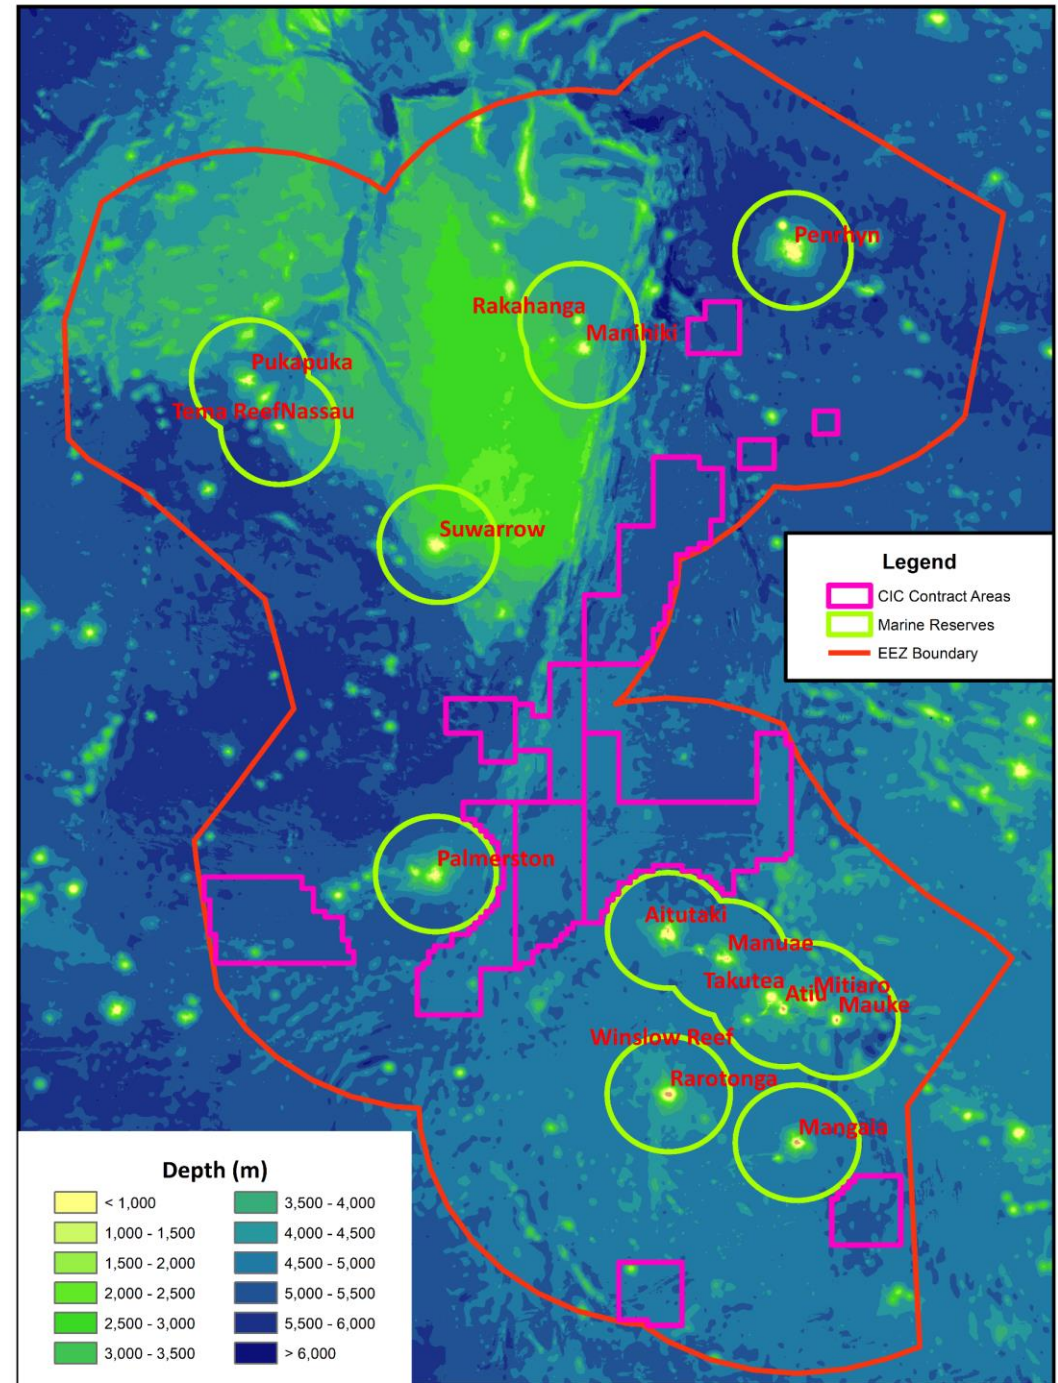 Penrhyn
Rakahanga
Manihiki
Pukapuka
Tema ReefNassau
Suwarrow
Legend
CIC Contract Areas
Marine Reserves
EEZ Boundary
Palmerston
Aitutaki
Manuae
Takutea
Atiu
Mitiaro
Mauke
Winslow Reef
Rarotonga
Mangaia
Depth (m)
< 1,000
1,000 - 1,500
1,500 - 2,000
2,000 - 2,500
2,500 - 3,000
3,000 - 3,500
3,500 - 4,000
4,000 - 4,500
4,500 - 5,000
5,000 - 5,500
5,500 - 6,000
> 6,000